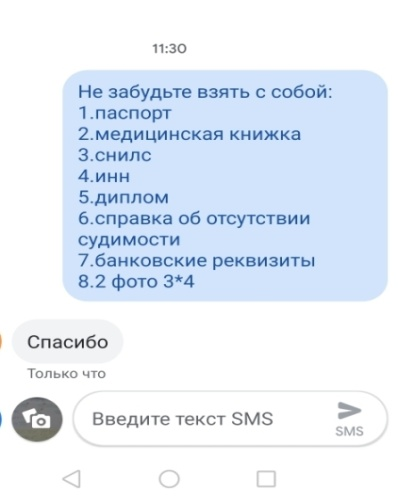 11:30
Не забудьте взять с собой:
1.паспорт
2.медицинская книжка
3.снилс
4.инн
5.диплом
6.справка об отсутствии
судимости
7.банковские реквизиты
8.2 фото 3*4
Спасибо
Только что
Введите текст SMS
SMS